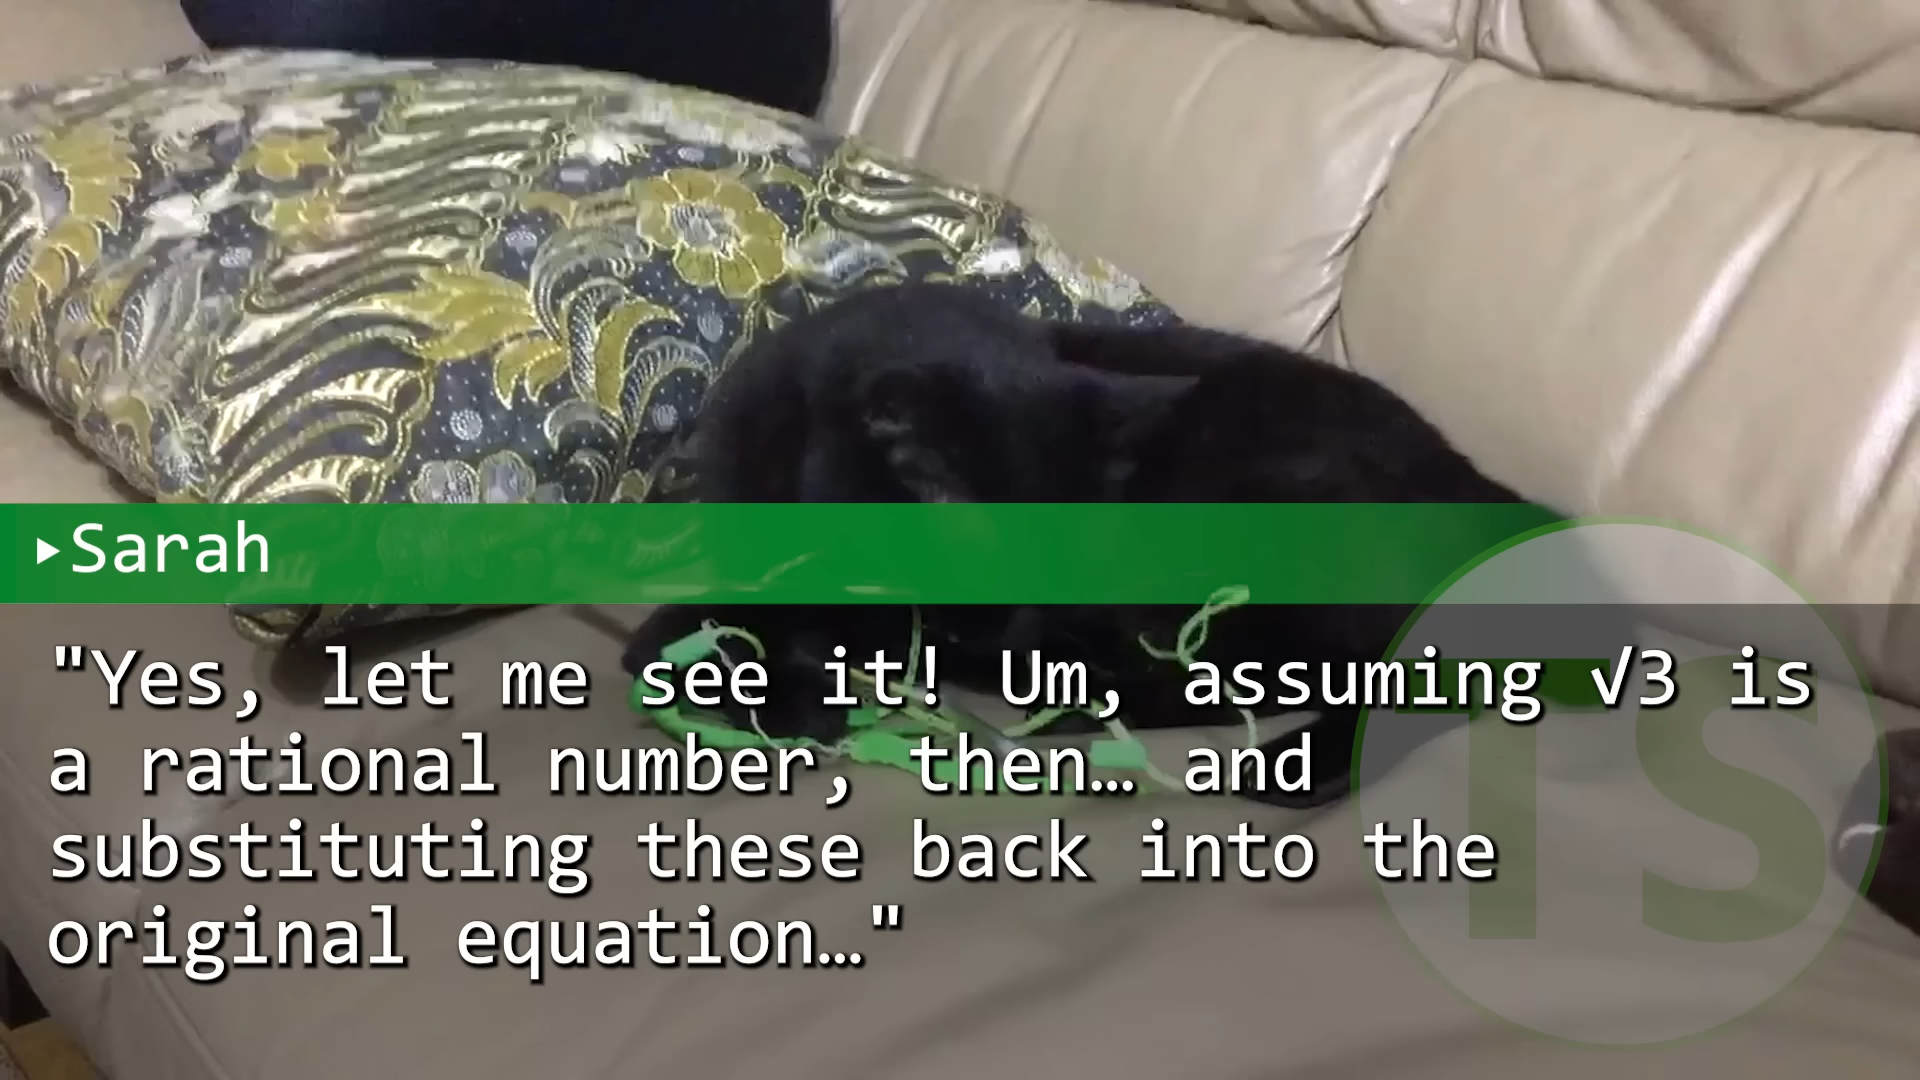 ▸Sarah
"Yes, let me see it! Um, assuming √3 is
a rational number, then… and
substituting these back into the
original equation…"
TS